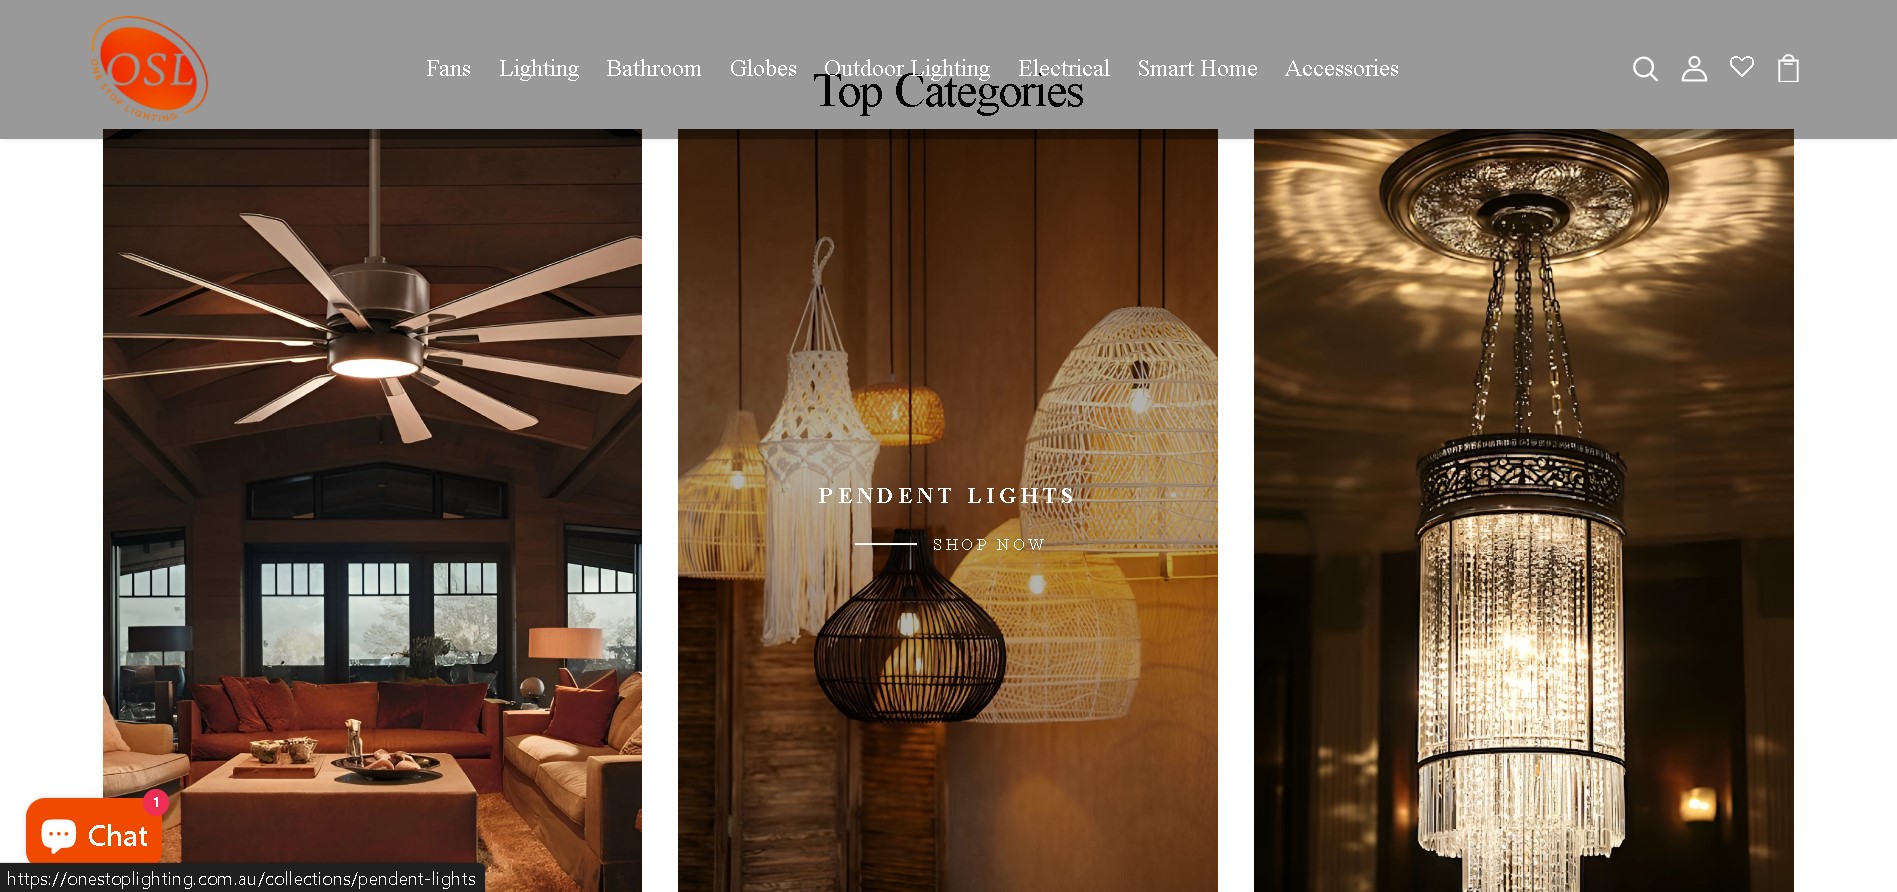 OSL
ONE STOP LIGHTING
Fans Lighting Bathroom Globes Outdoor Lighting Electrical Smart Home Accessories
Top Categories
PENDENT LIGHTS
SHOP NOW
1
Chat
https://onestoplighting.com.au/collections/pendent-lights